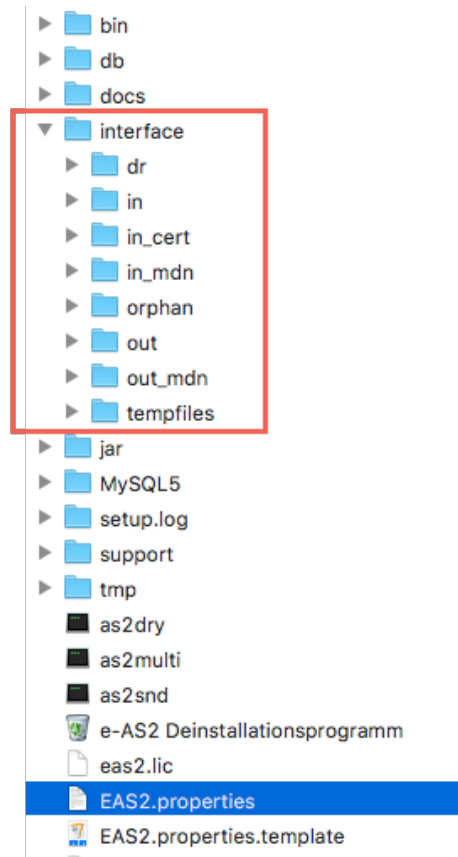 bin
db
docs
interface
dr
in
in_cert
in_mdn
orphan
out
out_mdn
tempfiles
jar
MySQL5
setup.log
support
tmp
as2dry
as2multi
as2snd
e-AS2 Deinstallationsprogramm
eas2.lic
EAS2.properties
EAS2.properties.template